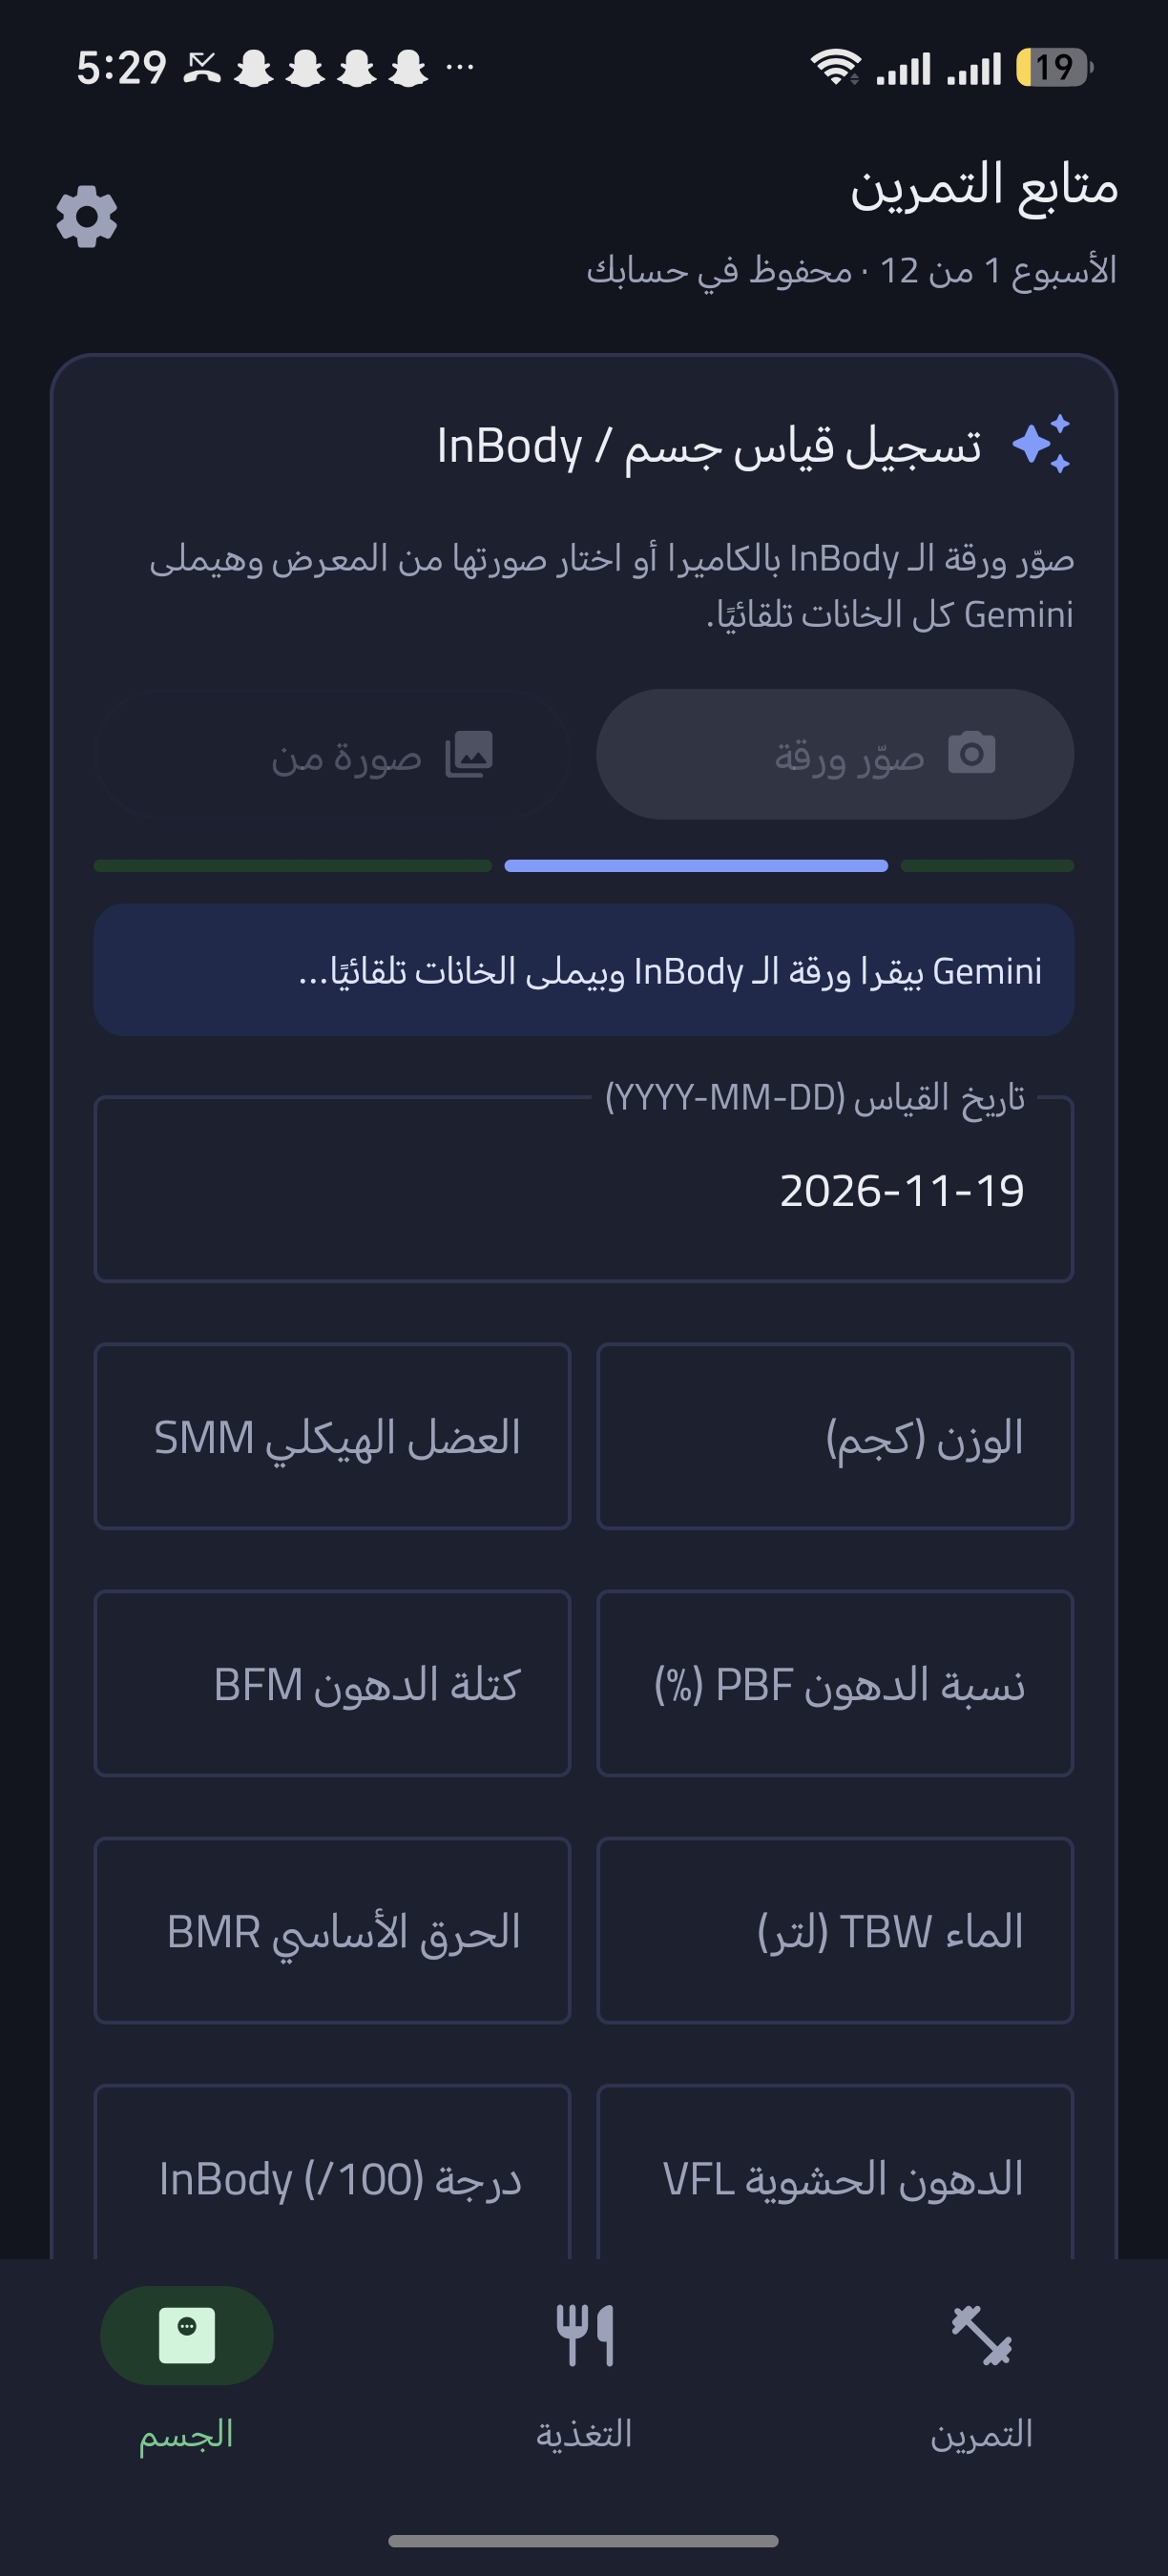 5:29
19
متابع التمرين
الأسبوع 1 من 12 · محفوظ في حسابك
تسجيل قياس جسم / InBody
صوّر ورقة الـ InBody بالكاميرا أو اختار صورتها من المعرض وهيملى
Gemini كل الخانات تلقائيًا.
صوّر ورقة
صورة من
Gemini بيقرا ورقة الـ InBody وبيملى الخانات تلقائيًا...
تاريخ القياس (YYYY-MM-DD)
2026-11-19
الوزن (كجم)
العضل الهيكلي SMM
نسبة الدهون PBF (%)
كتلة الدهون BFM
الماء TBW (لتر)
الحرق الأساسي BMR
الدهون الحشوية VFL
درجة InBody (/100)
التمرين
التغذية
الجسم